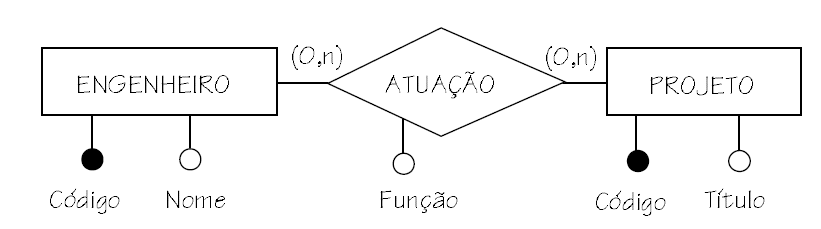 (0,n)
(0,n)
ENGENHEIRO
ATUAÇÃO
PROJETO
Código
Nome
Função
Código
Título